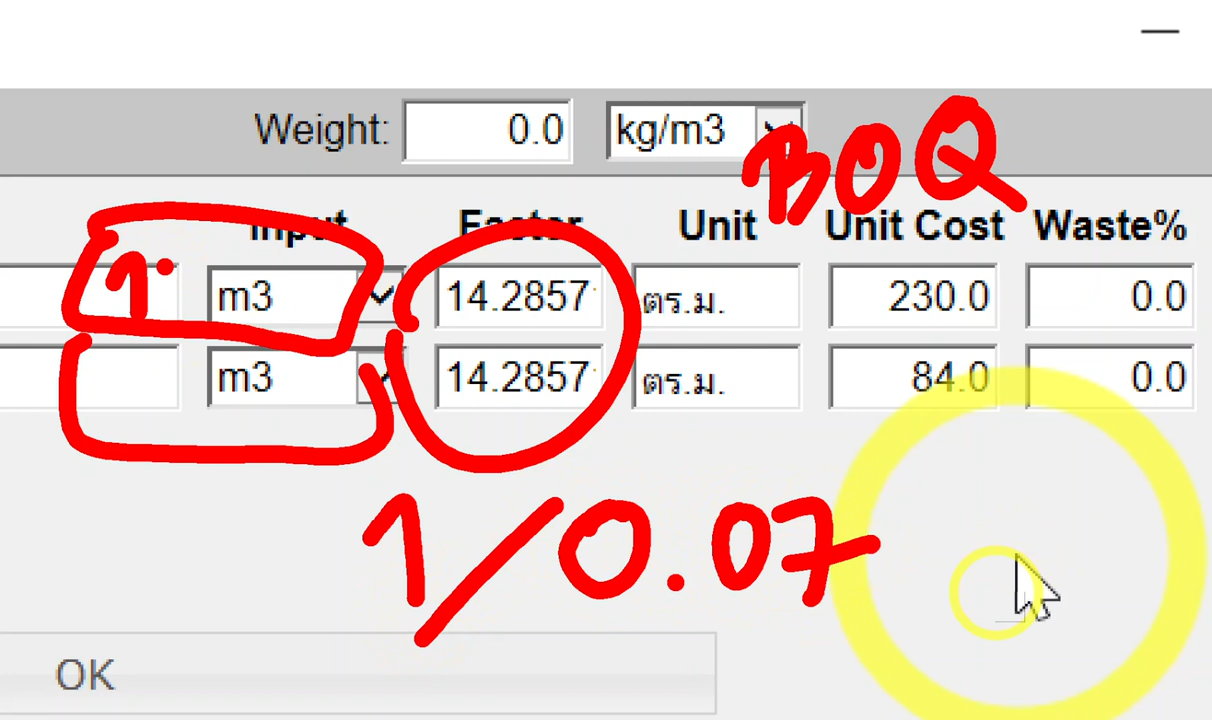 Weight: 0.0 kg/m3
BOQ
Input Factor Unit Unit Cost Waste%
1. m3 14.2857 ตร.ม. 230.0 0.0
m3 14.2857 ตร.ม. 84.0 0.0
1/0.07
OK